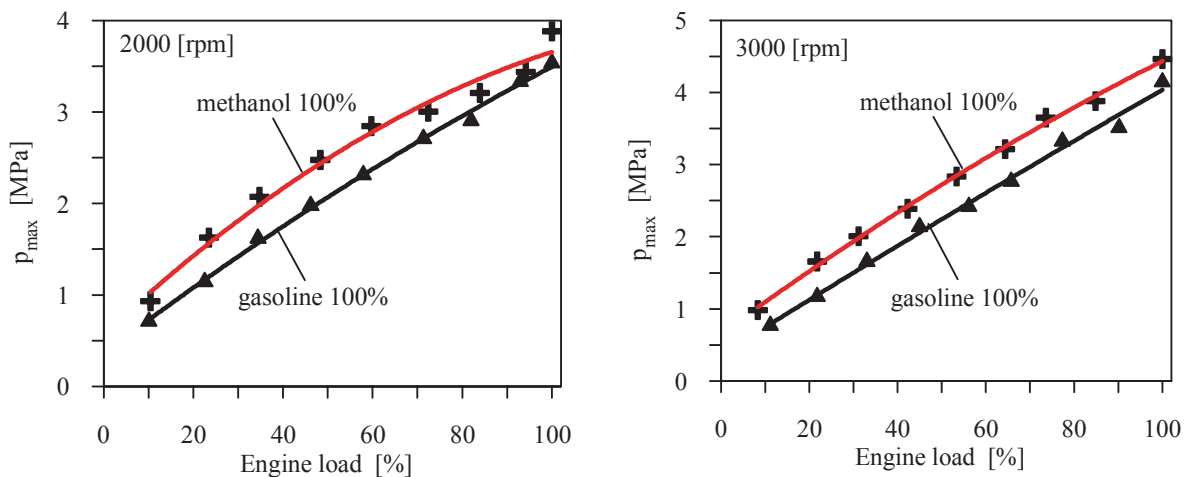 4
2000 [rpm]
3
methanol 100%
2
p_max [MPa]
1
gasoline 100%
0
0 20 40 60 80 100
Engine load [%]
5
3000 [rpm]
4
methanol 100%
3
p_max [MPa]
2
gasoline 100%
1
0
0 20 40 60 80 100
Engine load [%]